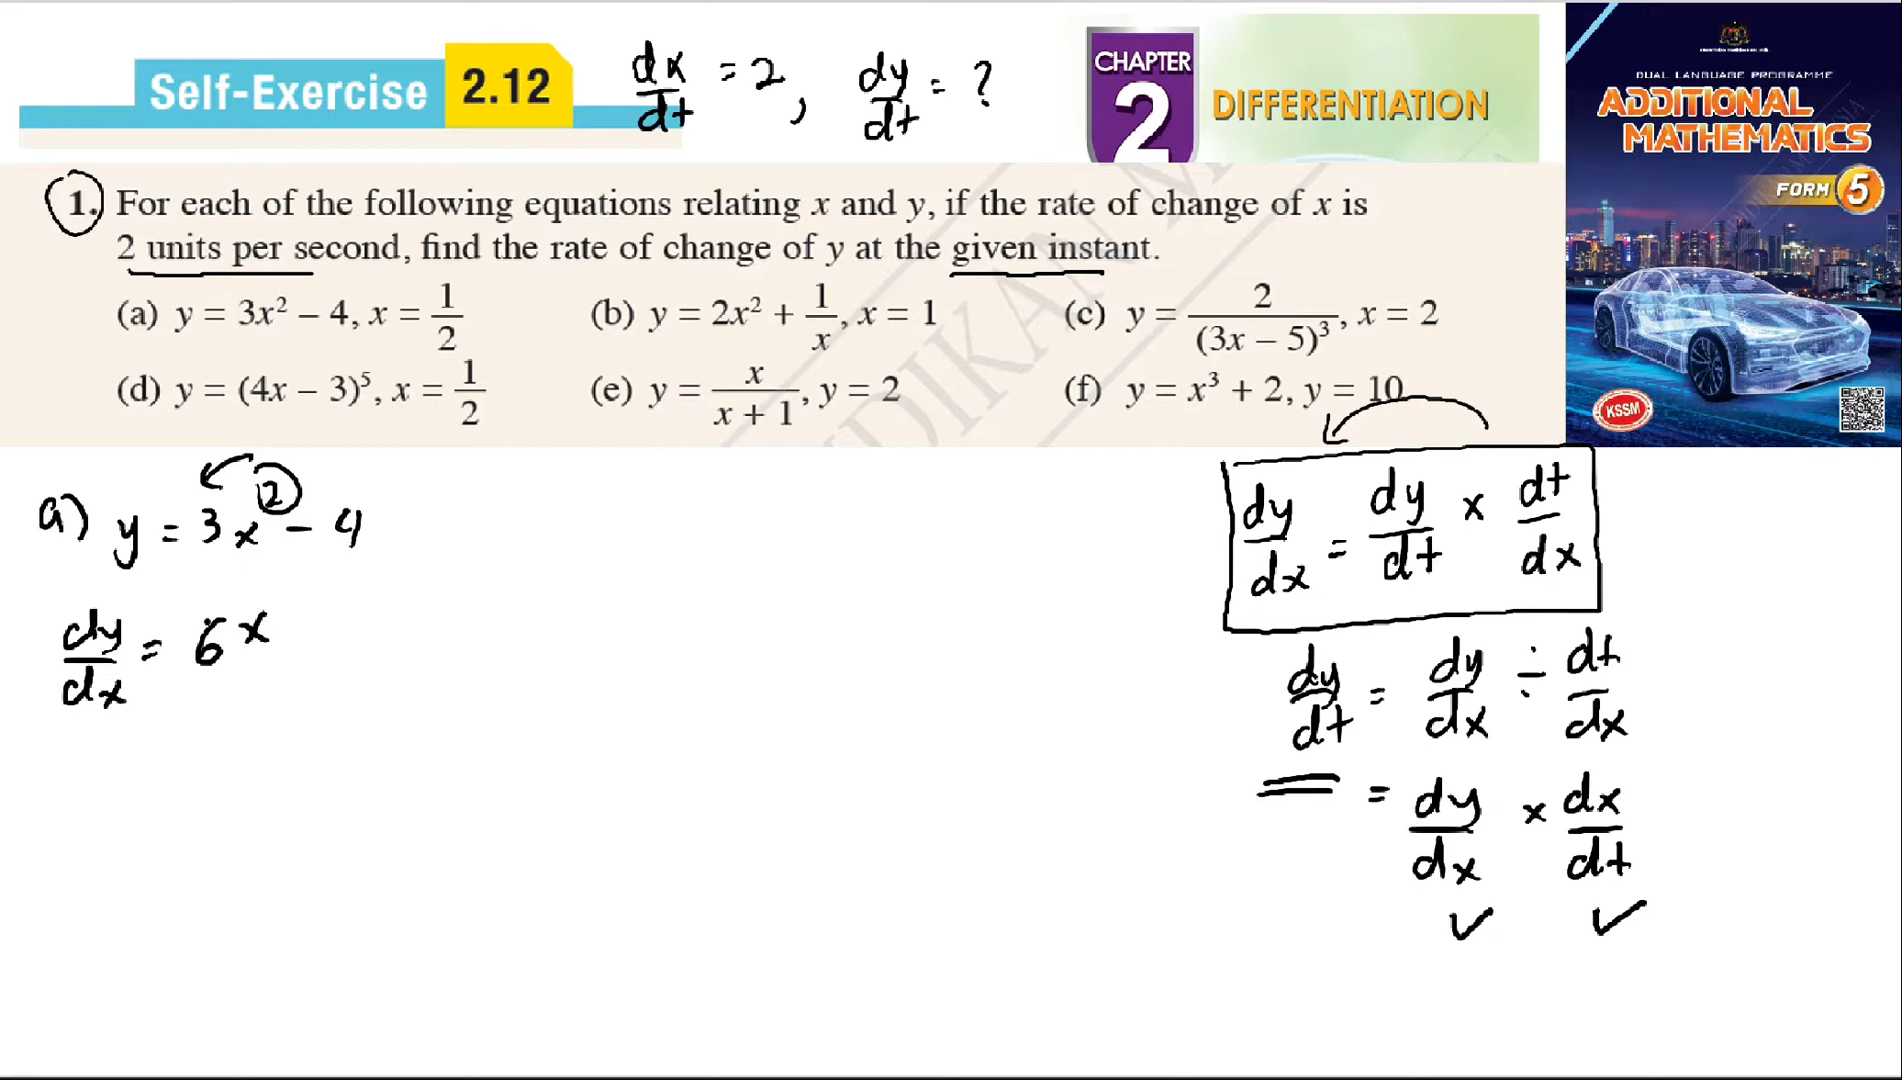 Self-Exercise 2.12
dx/dt = 2, dy/dt = ?
CHAPTER 2 DIFFERENTIATION
DUAL LANGUAGE PROGRAMME
ADDITIONAL
MATHEMATICS
FORM 5
KSSM
1. For each of the following equations relating x and y, if the rate of change of x is
2 units per second, find the rate of change of y at the given instant.
(a) y = 3x² – 4, x = 1/2
(b) y = 2x² + 1/x, x = 1
(c) y = 2/(3x – 5)³, x = 2
(d) y = (4x – 3)⁵, x = 1/2
(e) y = x/(x + 1), y = 2
(f) y = x³ + 2, y = 10
a) y = 3x² – 4
dy/dx = 6x
dy/dx = dy/dt × dt/dx
dy/dt = dy/dx ÷ dt/dx
= dy/dx × dx/dt